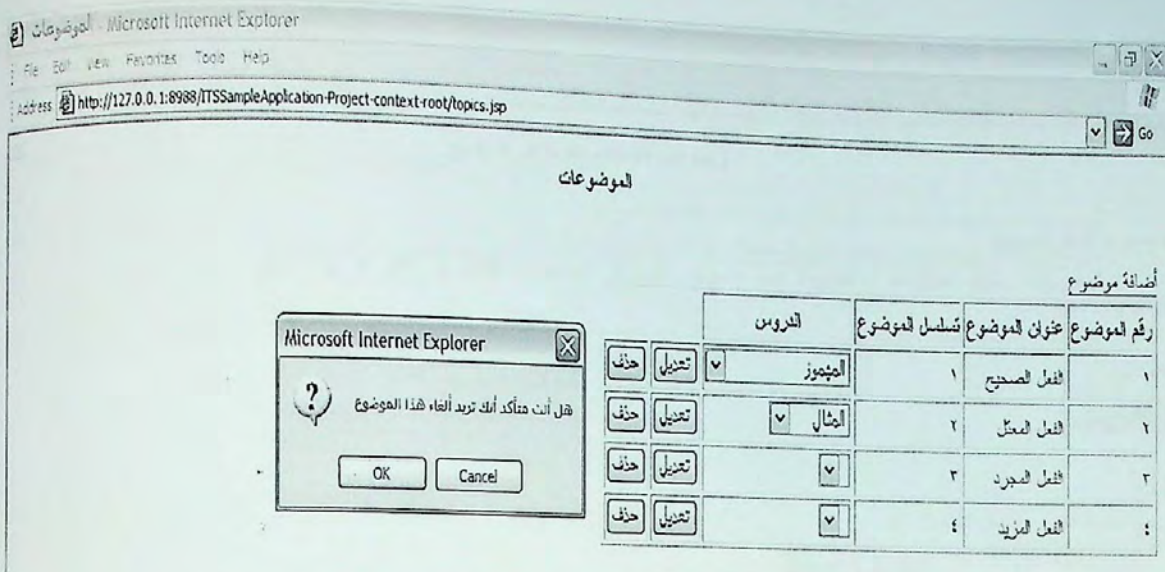 الموضوعات - Microsoft Internet Explorer
File Edit View Favorites Tools Help
Address http://127.0.0.1:8988/ITSSampleApplication-Project-context-root/topics.jsp Go
الموضوعات
أضافة موضوع
رقم الموضوع عنوان الموضوع تسلسل الموضوع الدروس
١ الفعل الصحيح ١ المهموز تعديل حذف
٢ الفعل المعتل ٢ المثال تعديل حذف
٣ الفعل المجرد ٣ تعديل حذف
٤ الفعل المزيد ٤ تعديل حذف
Microsoft Internet Explorer
هل أنت متأكد أنك تريد ألغاء هذا الموضوع
OK Cancel